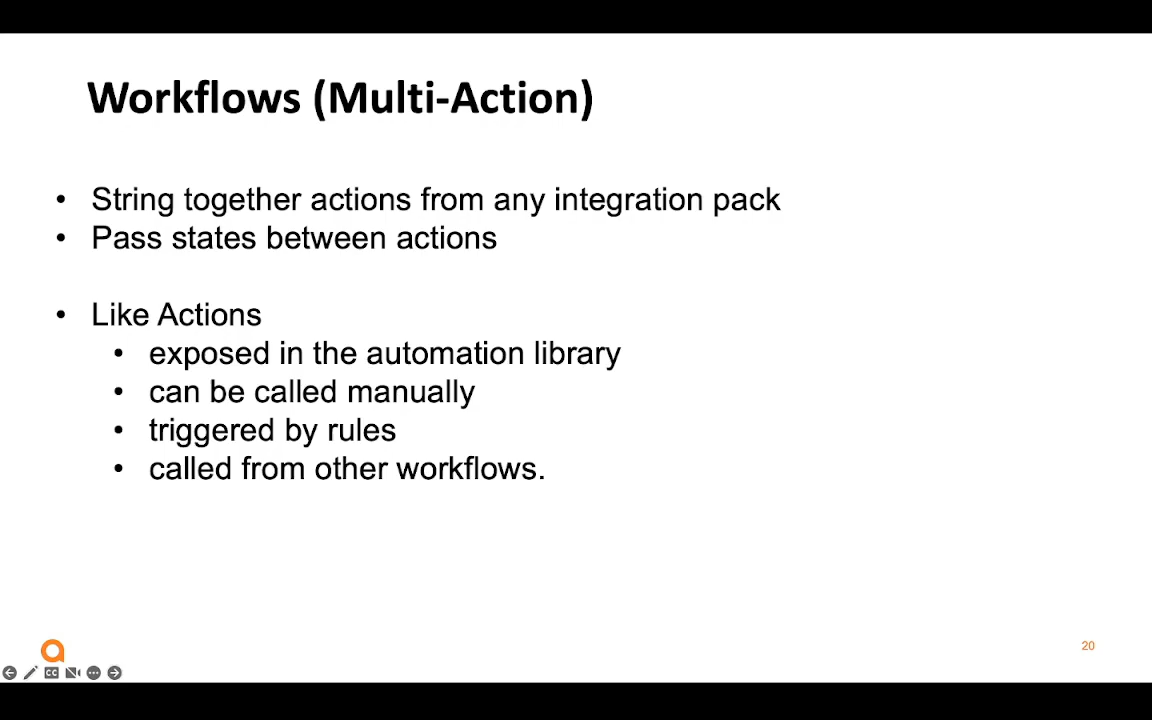 Workflows (Multi-Action)
• String together actions from any integration pack
• Pass states between actions
• Like Actions
• exposed in the automation library
• can be called manually
• triggered by rules
• called from other workflows.
20
CC